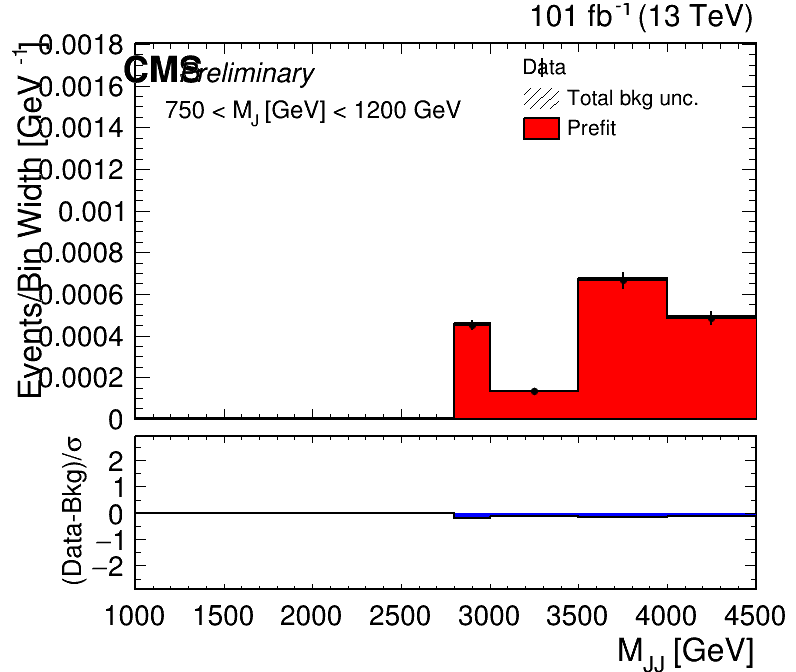 101 fb⁻¹ (13 TeV)
CMS Preliminary
750 < M_J [GeV] < 1200 GeV
Data
Total bkg unc.
Prefit
Events/Bin Width [GeV⁻¹]
0.0018
0.0016
0.0014
0.0012
0.001
0.0008
0.0006
0.0004
0.0002
0
(Data-Bkg)/σ
2
1
0
−1
−2
1000 1500 2000 2500 3000 3500 4000 4500
M_JJ [GeV]